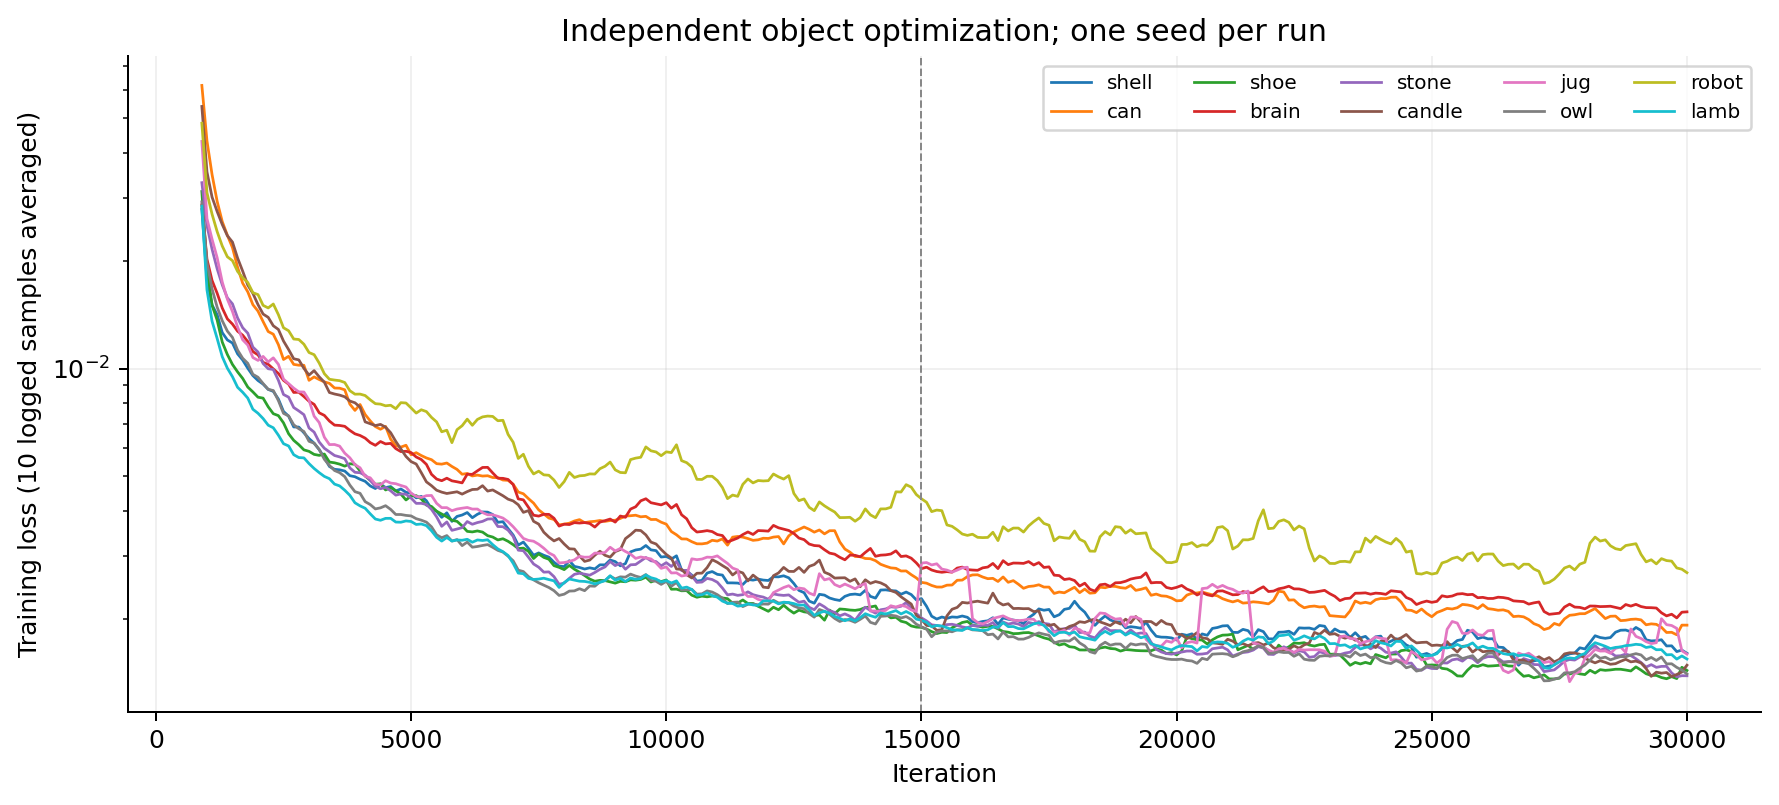 Independent object optimization; one seed per run
shell shoe stone jug robot
can brain candle owl lamb
Training loss (10 logged samples averaged)
10⁻²
0 5000 10000 15000 20000 25000 30000
Iteration